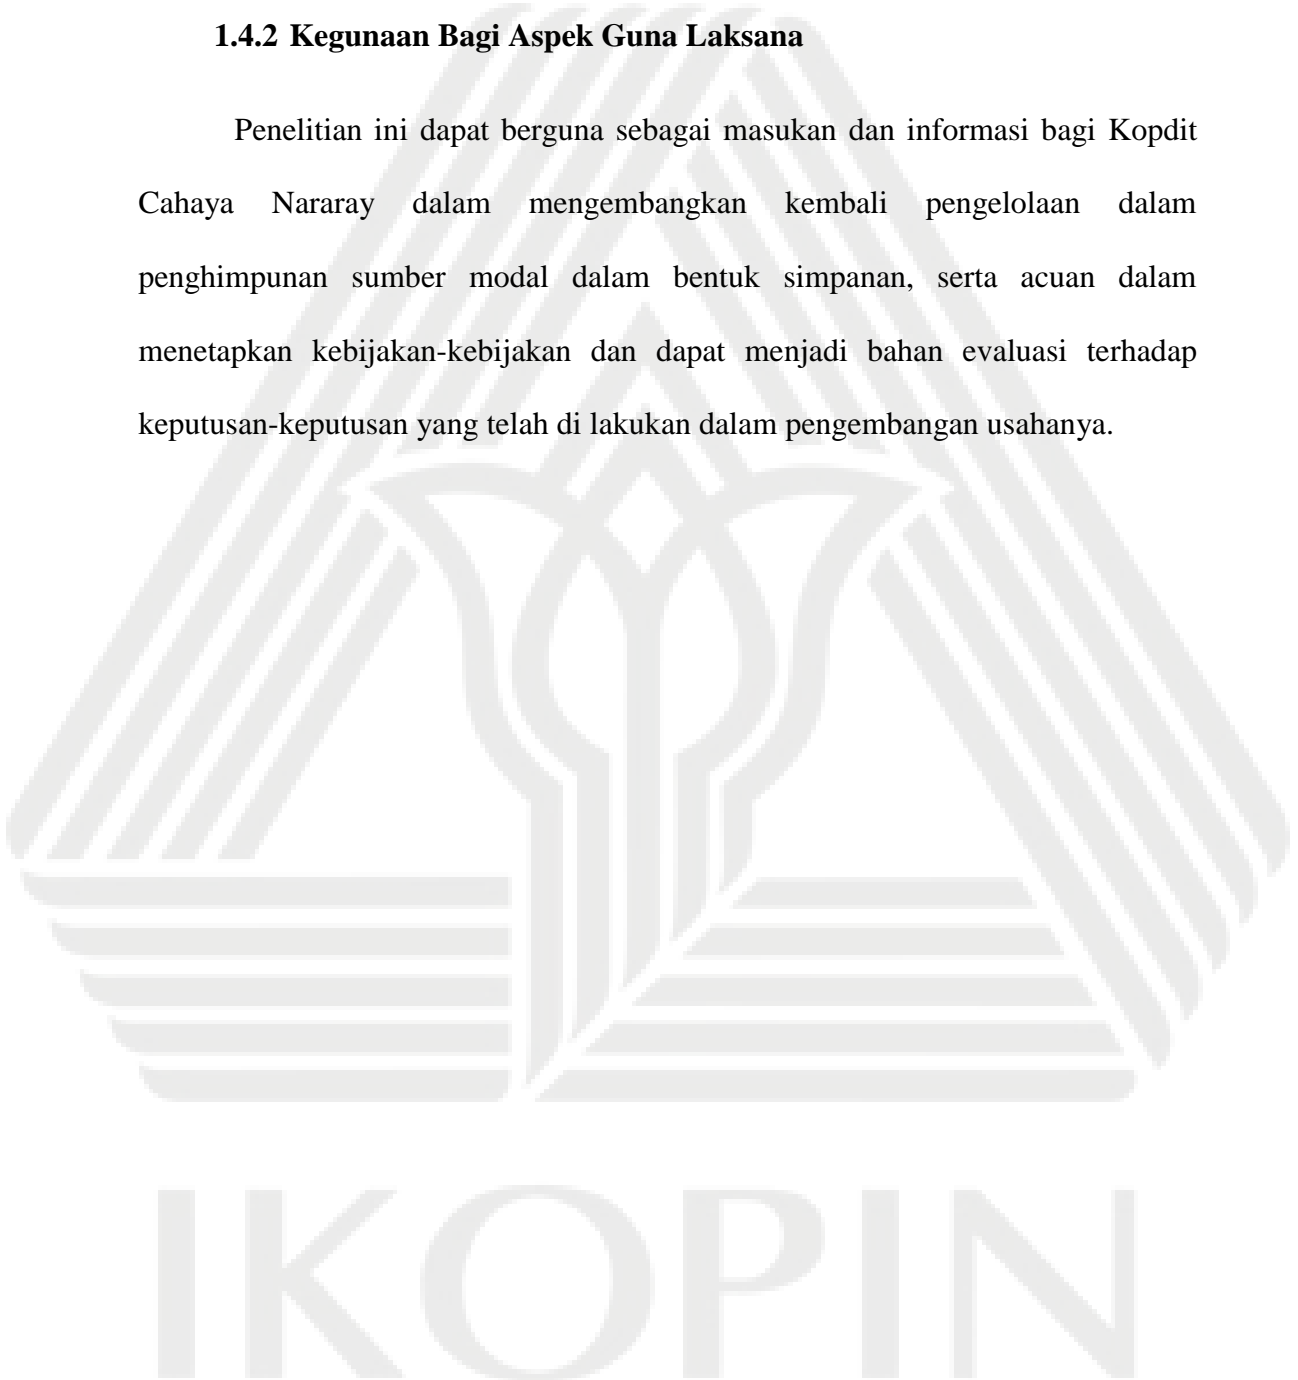 1.4.2 Kegunaan Bagi Aspek Guna Laksana
Penelitian ini dapat berguna sebagai masukan dan informasi bagi Kopdit
Cahaya Nararay dalam mengembangkan kembali pengelolaan dalam
penghimpunan sumber modal dalam bentuk simpanan, serta acuan dalam
menetapkan kebijakan-kebijakan dan dapat menjadi bahan evaluasi terhadap
keputusan-keputusan yang telah di lakukan dalam pengembangan usahanya.
IKOPIN